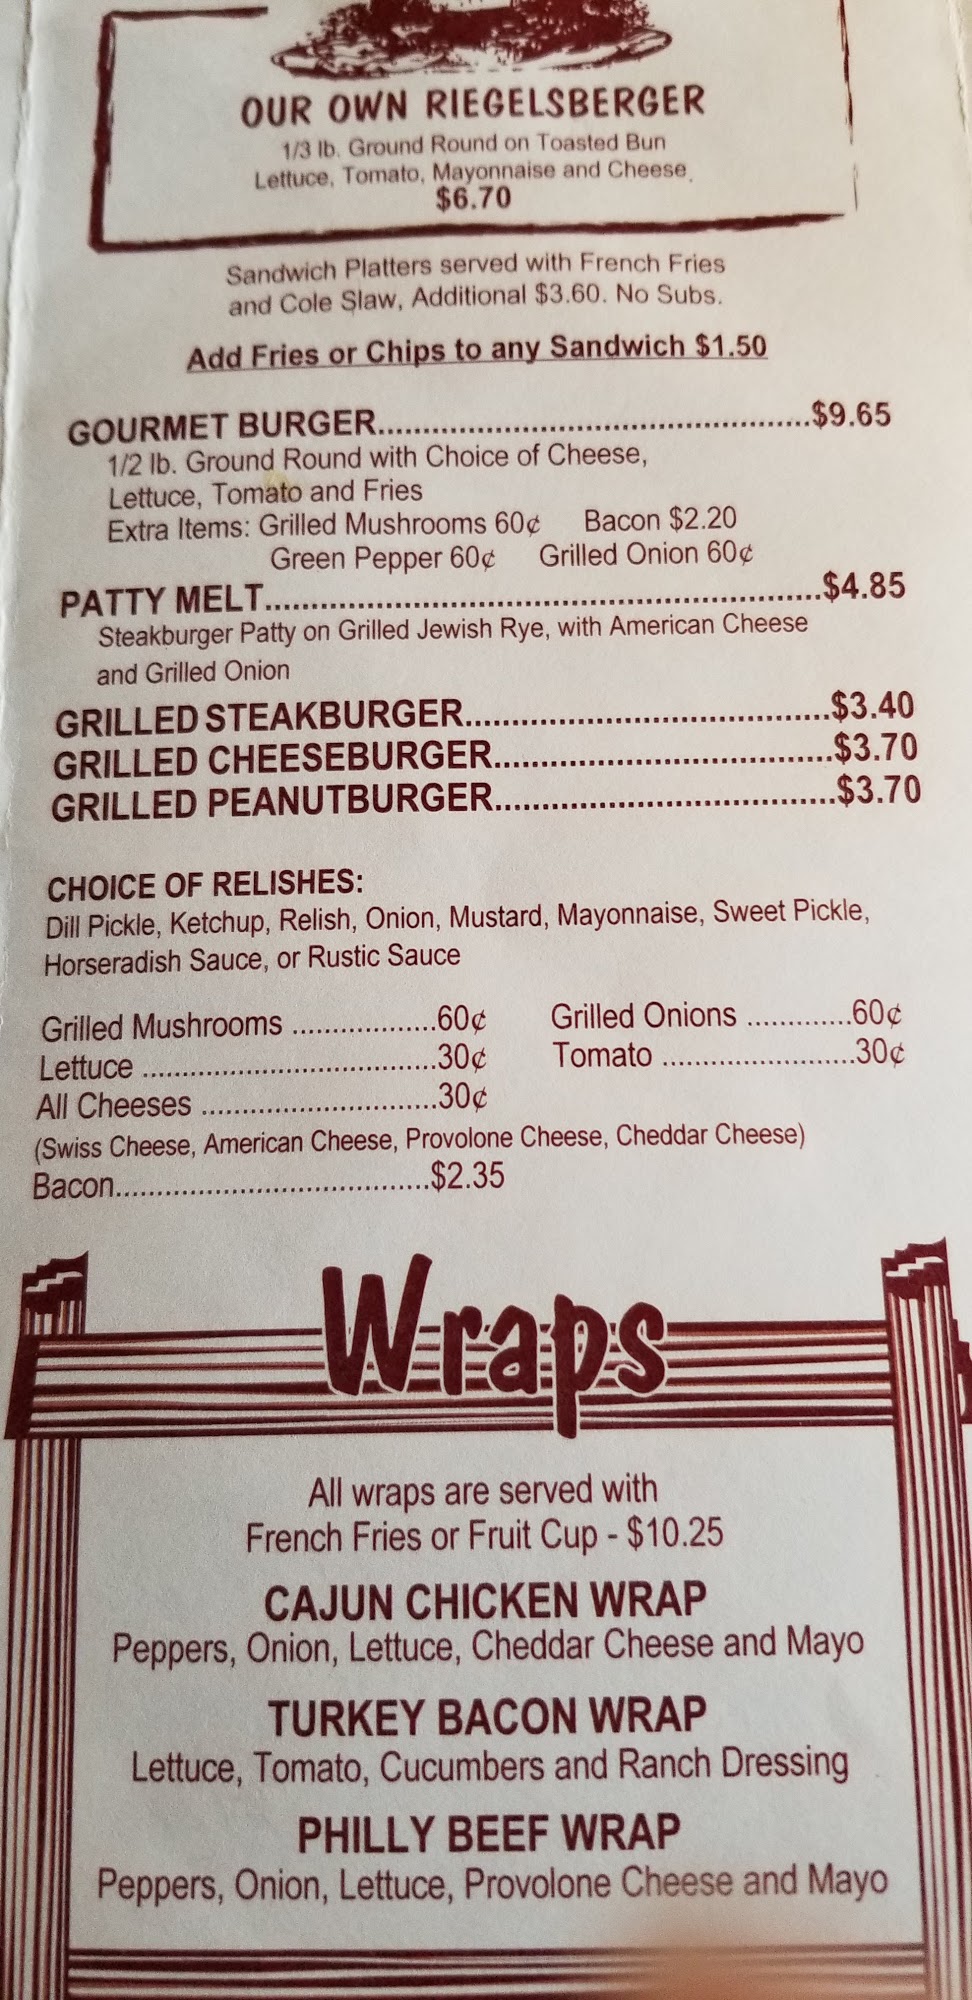 OUR OWN RIEGELSBERGER
1/3 lb. Ground Round on Toasted Bun
Lettuce, Tomato, Mayonnaise and Cheese.
$6.70
Sandwich Platters served with French Fries
and Cole Slaw, Additional $3.60. No Subs.
Add Fries or Chips to any Sandwich $1.50
GOURMET BURGER................................................$9.65
1/2 lb. Ground Round with Choice of Cheese,
Lettuce, Tomato and Fries
Extra Items: Grilled Mushrooms 60¢ Bacon $2.20
Green Pepper 60¢ Grilled Onion 60¢
PATTY MELT..............................................................$4.85
Steakburger Patty on Grilled Jewish Rye, with American Cheese
and Grilled Onion
GRILLED STEAKBURGER.......................................$3.40
GRILLED CHEESEBURGER....................................$3.70
GRILLED PEANUTBURGER....................................$3.70
CHOICE OF RELISHES:
Dill Pickle, Ketchup, Relish, Onion, Mustard, Mayonnaise, Sweet Pickle,
Horseradish Sauce, or Rustic Sauce
Grilled Mushrooms ...................60¢ Grilled Onions .............60¢
Lettuce .....................................30¢ Tomato ........................30¢
All Cheeses ..............................30¢
(Swiss Cheese, American Cheese, Provolone Cheese, Cheddar Cheese)
Bacon.......................................$2.35
Wraps
All wraps are served with
French Fries or Fruit Cup - $10.25
CAJUN CHICKEN WRAP
Peppers, Onion, Lettuce, Cheddar Cheese and Mayo
TURKEY BACON WRAP
Lettuce, Tomato, Cucumbers and Ranch Dressing
PHILLY BEEF WRAP
Peppers, Onion, Lettuce, Provolone Cheese and Mayo